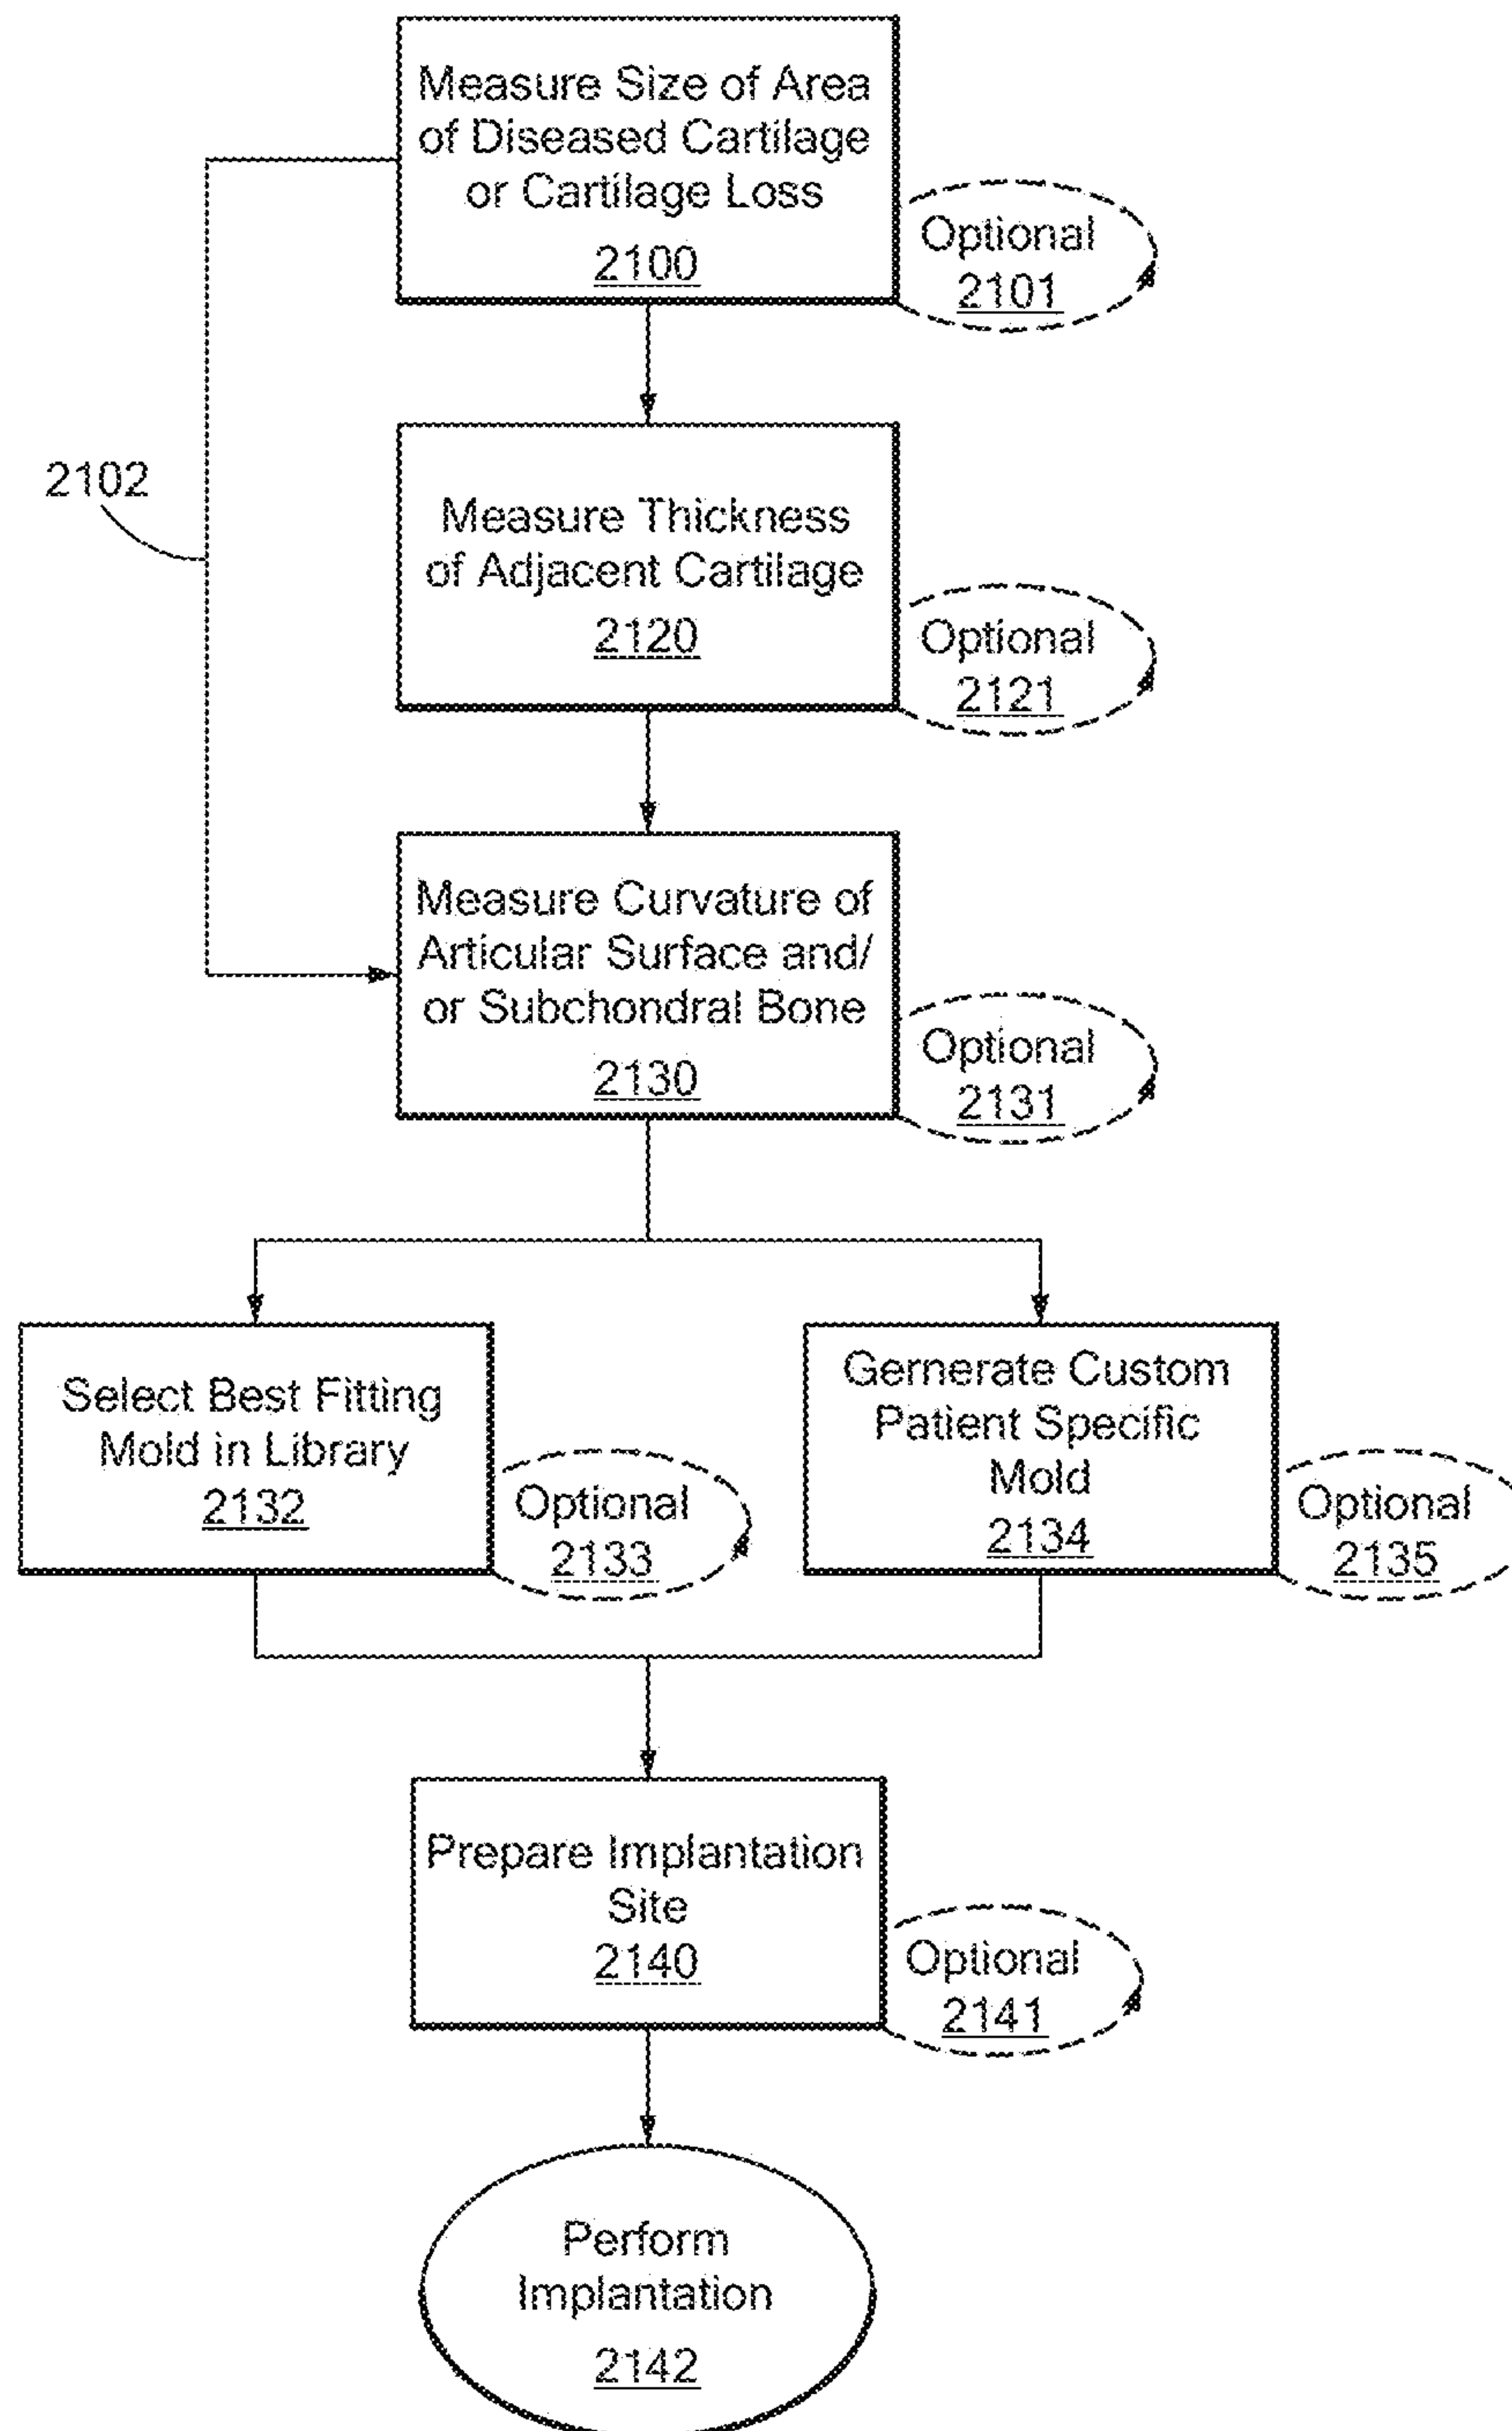 Measure Size of Area
of Diseased Cartilage
or Cartilage Loss
2100
Optional
2101
2102
Measure Thickness
of Adjacent Cartilage
2120
Optional
2121
Measure Curvature of
Articular Surface and/
or Subchondral Bone
2130
Optional
2131
Select Best Fitting
Mold in Library
2132
Optional
2133
Gernerate Custom
Patient Specific
Mold
2134
Optional
2135
Prepare Implantation
Site
2140
Optional
2141
Perform
Implantation
2142